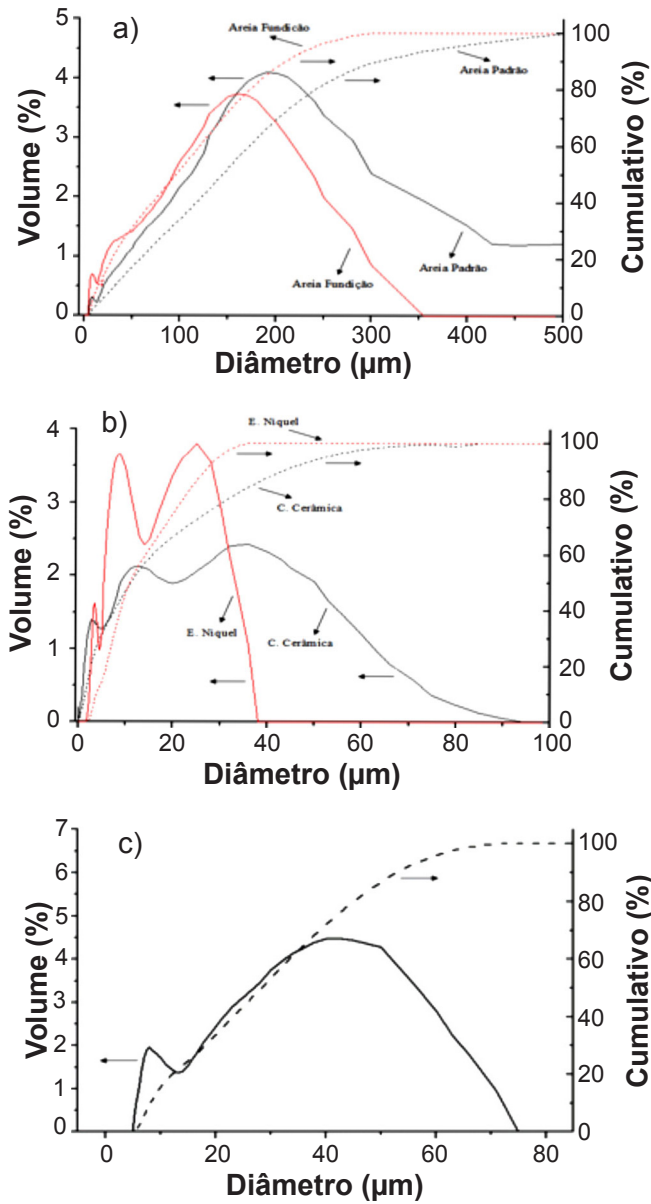 a)
Areia Fundição
Areia Padrão
Areia Fundição
Areia Padrão
Volume (%)
5
4
3
2
1
0
Cumulativo (%)
100
80
60
40
20
0
0 100 200 300 400 500
Diâmetro (µm)
b)
E. Niquel
C. Cerâmica
E. Niquel
C. Cerâmica
Volume (%)
4
3
2
1
0
Cumulativo (%)
100
80
60
40
20
0
0 20 40 60 80 100
Diâmetro (µm)
c)
Volume (%)
7
6
5
4
3
2
1
0
Cumulativo (%)
100
80
60
40
20
0
0 20 40 60 80
Diâmetro (µm)